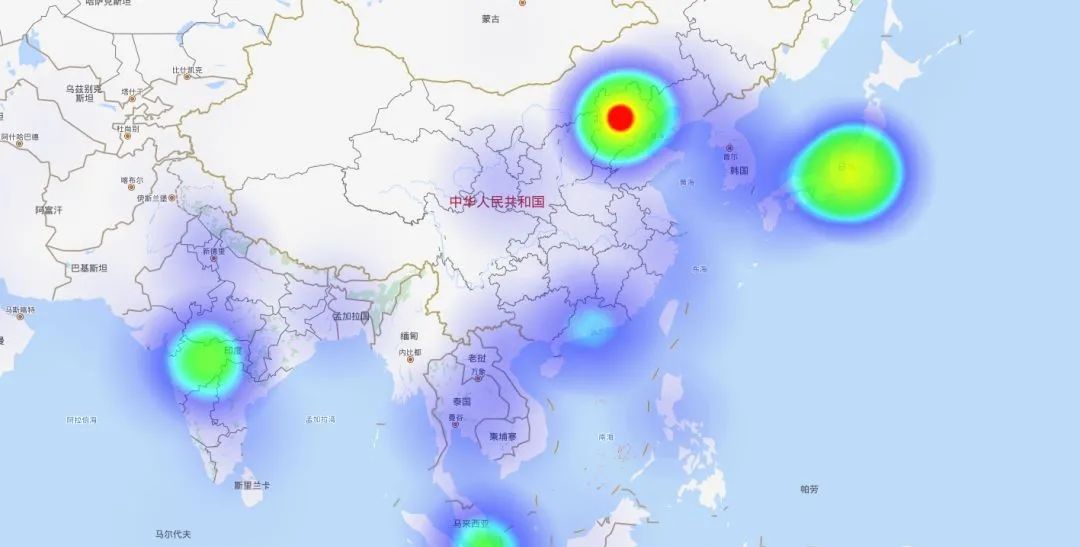 哈萨克斯坦
蒙古
比什凯克
乌兹别克
斯坦
塔什干
阿什哈巴德
杜尚别
首尔
韩国
黄海
喀布尔
伊斯兰堡
阿富汗
中华人民共和国
新德里
巴基斯坦
东海
马斯喀特
孟加拉国
缅甸
内比都
印度
老挝
万象
泰国
曼谷
柬埔寨
阿拉伯海
孟加拉湾
南海
斯里兰卡
帕劳
马来西亚
马尔代夫